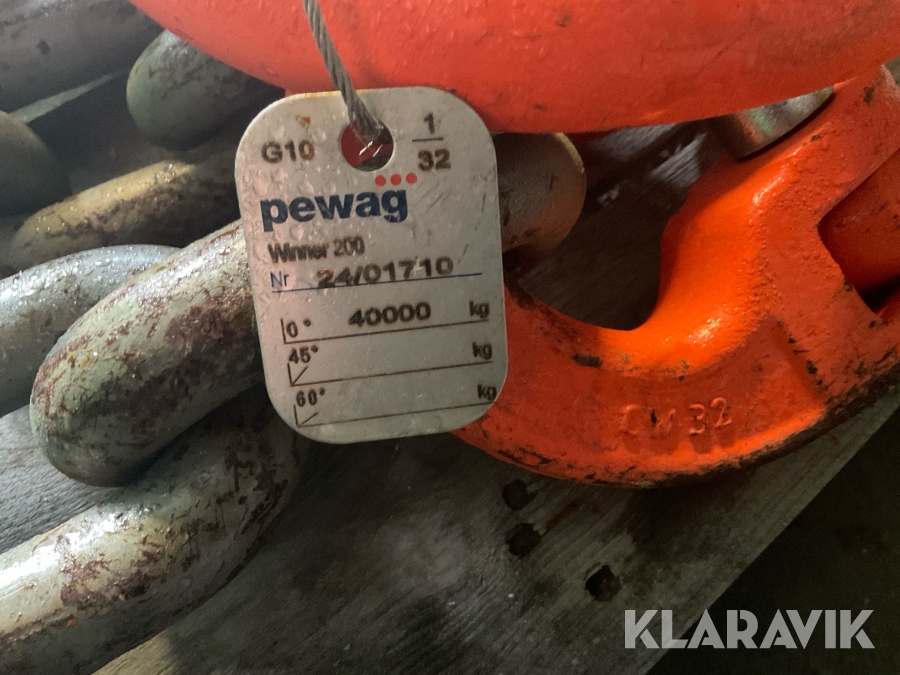 G10
1
32
pewag
Winner 200
Nr 24/01710
0° 40000 kg
45° kg
60° kg
CW 32
KLARAVIK